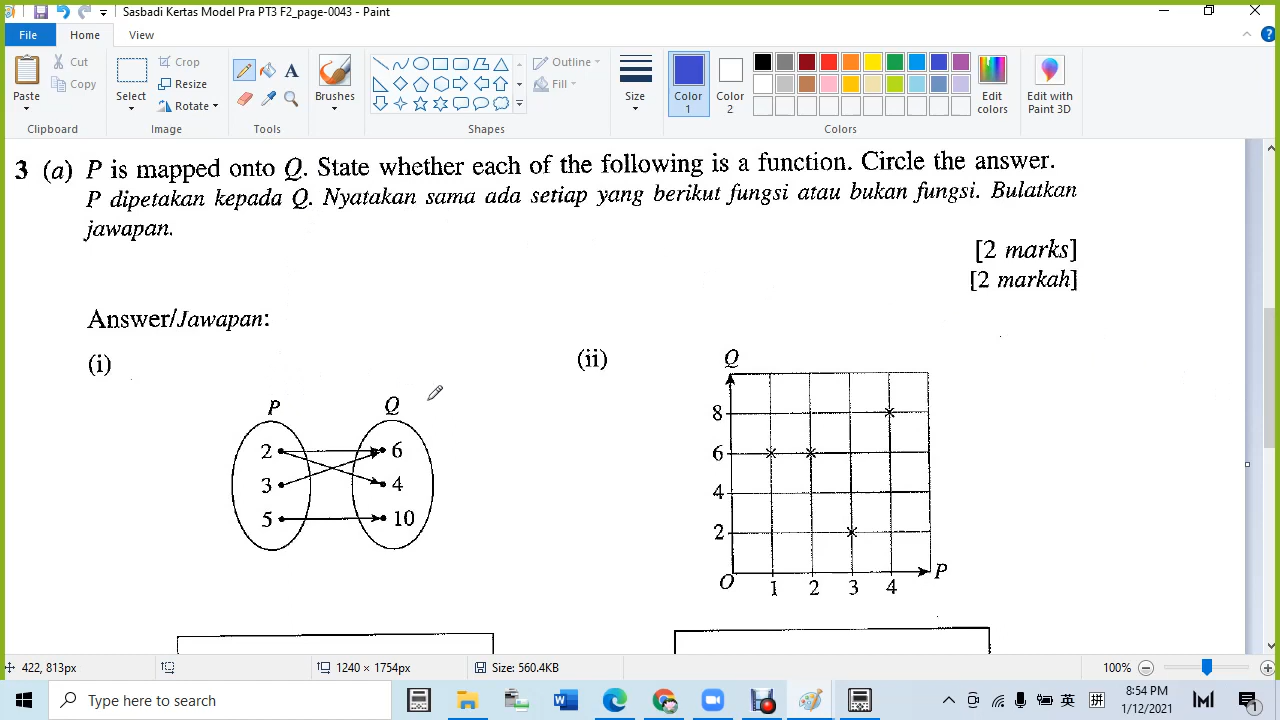 Sasbadi Kertas Model Pra PT3 F2_page-0043 - Paint
File Home View
Paste
Cut
Copy
Clipboard
Select
Crop
Resize
Rotate
Image
A
Tools
Brushes
Shapes
Outline
Fill
Size
Color 1
Color 2
Edit colors
Colors
Edit with Paint 3D
3 (a) P is mapped onto Q. State whether each of the following is a function. Circle the answer.
P dipetakan kepada Q. Nyatakan sama ada setiap yang berikut fungsi atau bukan fungsi. Bulatkan
jawapan.
[2 marks]
[2 markah]
Answer/Jawapan:
(i)
P Q
2 6
3 4
5 10
(ii)
Q
8
6
4
2
O 1 2 3 4 P
422, 813px 1240 × 1754px Size: 560.4KB 100%
Type here to search
英 拼 :54 PM
1/12/2021
1